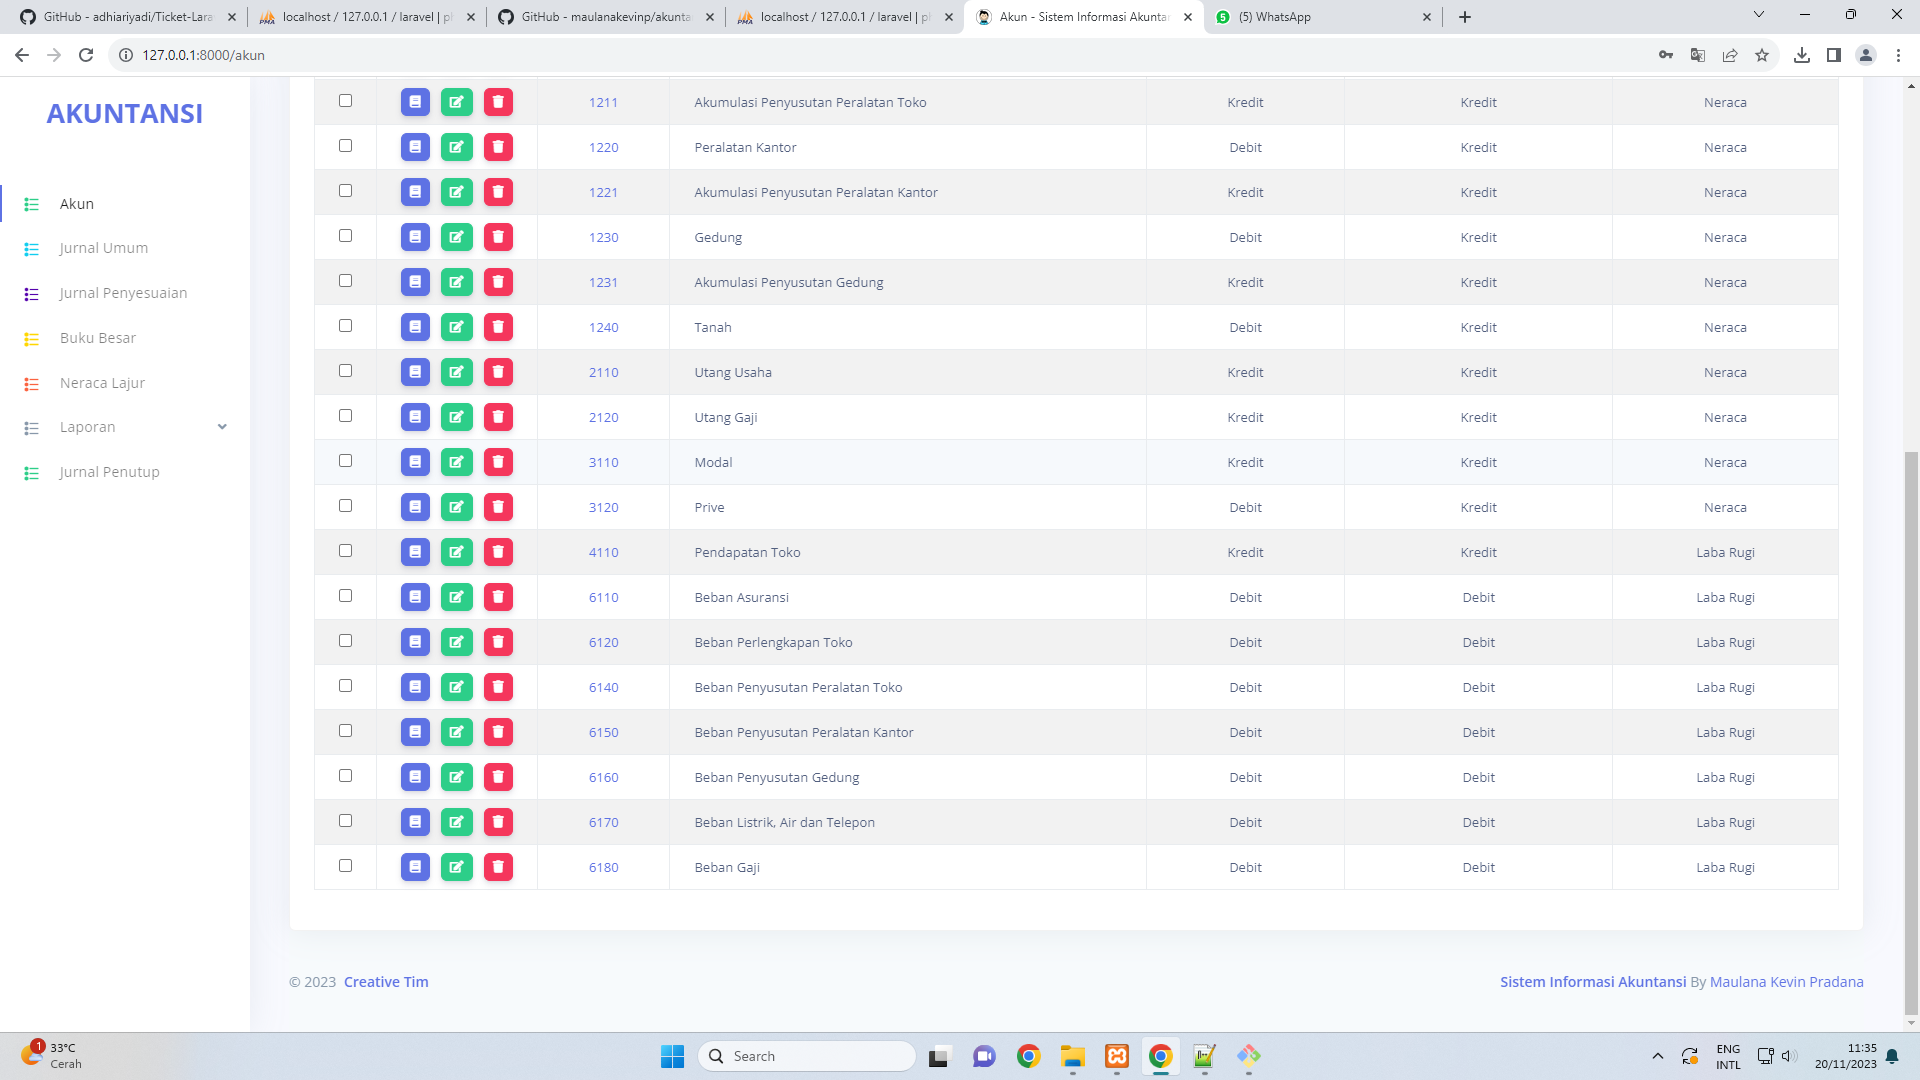 GitHub - adhiariyadi/Ticket-Lara
localhost / 127.0.0.1 / laravel | ph
GitHub - maulanakevinp/akunta
localhost / 127.0.0.1 / laravel | ph
Akun - Sistem Informasi Akuntan
(5) WhatsApp
127.0.0.1:8000/akun
AKUNTANSI
Akun
Jurnal Umum
Jurnal Penyesuaian
Buku Besar
Neraca Lajur
Laporan
Jurnal Penutup
1211 Akumulasi Penyusutan Peralatan Toko Kredit Kredit Neraca
1220 Peralatan Kantor Debit Kredit Neraca
1221 Akumulasi Penyusutan Peralatan Kantor Kredit Kredit Neraca
1230 Gedung Debit Kredit Neraca
1231 Akumulasi Penyusutan Gedung Kredit Kredit Neraca
1240 Tanah Debit Kredit Neraca
2110 Utang Usaha Kredit Kredit Neraca
2120 Utang Gaji Kredit Kredit Neraca
3110 Modal Kredit Kredit Neraca
3120 Prive Debit Kredit Neraca
4110 Pendapatan Toko Kredit Kredit Laba Rugi
6110 Beban Asuransi Debit Debit Laba Rugi
6120 Beban Perlengkapan Toko Debit Debit Laba Rugi
6140 Beban Penyusutan Peralatan Toko Debit Debit Laba Rugi
6150 Beban Penyusutan Peralatan Kantor Debit Debit Laba Rugi
6160 Beban Penyusutan Gedung Debit Debit Laba Rugi
6170 Beban Listrik, Air dan Telepon Debit Debit Laba Rugi
6180 Beban Gaji Debit Debit Laba Rugi
© 2023 Creative Tim
Sistem Informasi Akuntansi By Maulana Kevin Pradana
1
33°C
Cerah
Search
ENG
INTL
11:35
20/11/2023